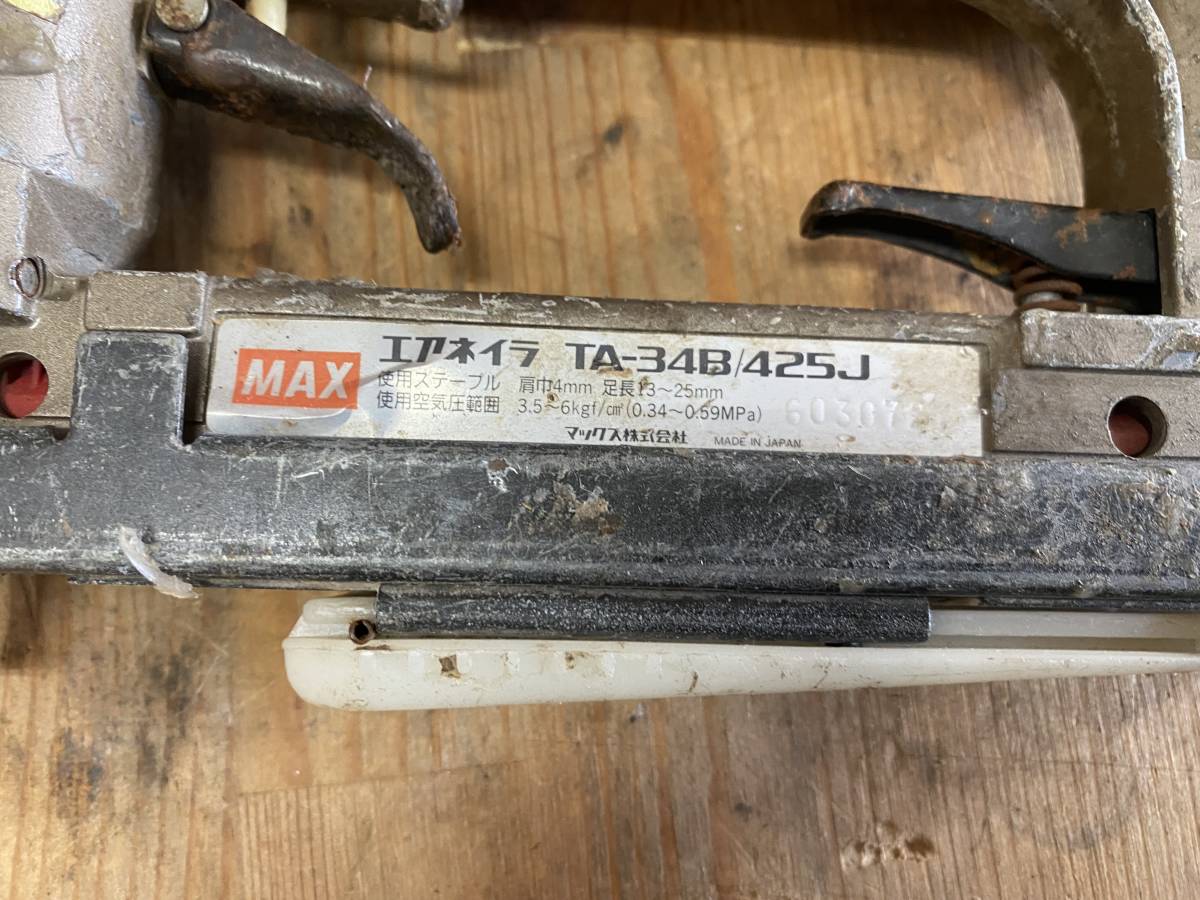 MAX
エアネイラ TA-34B/425J
使用ステープル 肩巾4mm 足長13~25mm
使用空気圧範囲 3.5~6kgf/cm²(0.34~0.59MPa)
マックス株式会社 MADE IN JAPAN